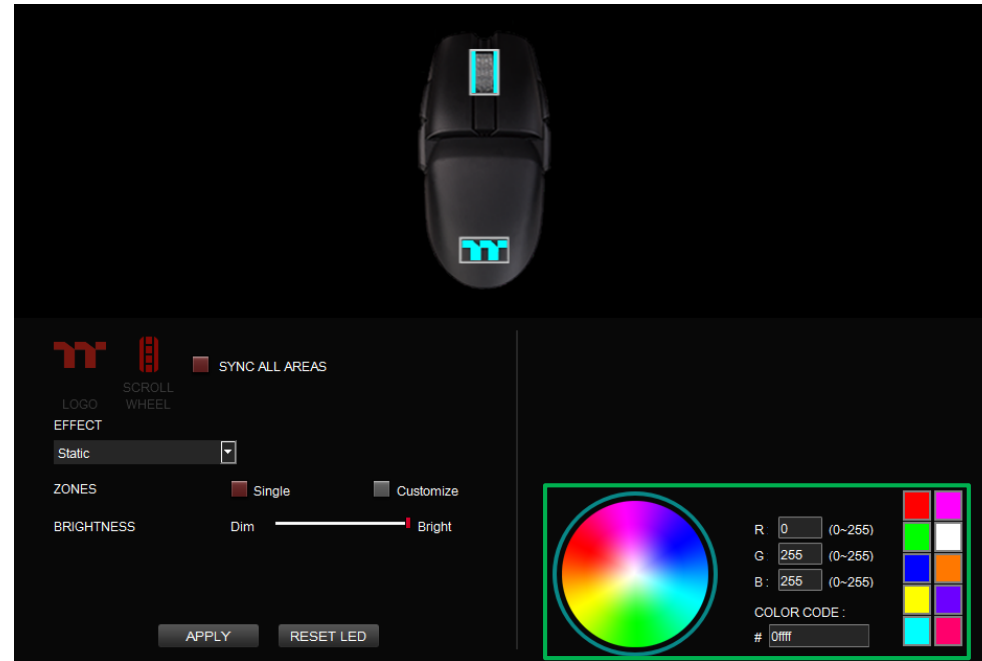 SYNC ALL AREAS
SCROLL
LOGO WHEEL
EFFECT
Static
ZONES Single Customize
BRIGHTNESS Dim Bright
APPLY RESET LED
R 0 (0~255)
G 255 (0~255)
B : 255 (0~255)
COLOR CODE :
# 0ffff